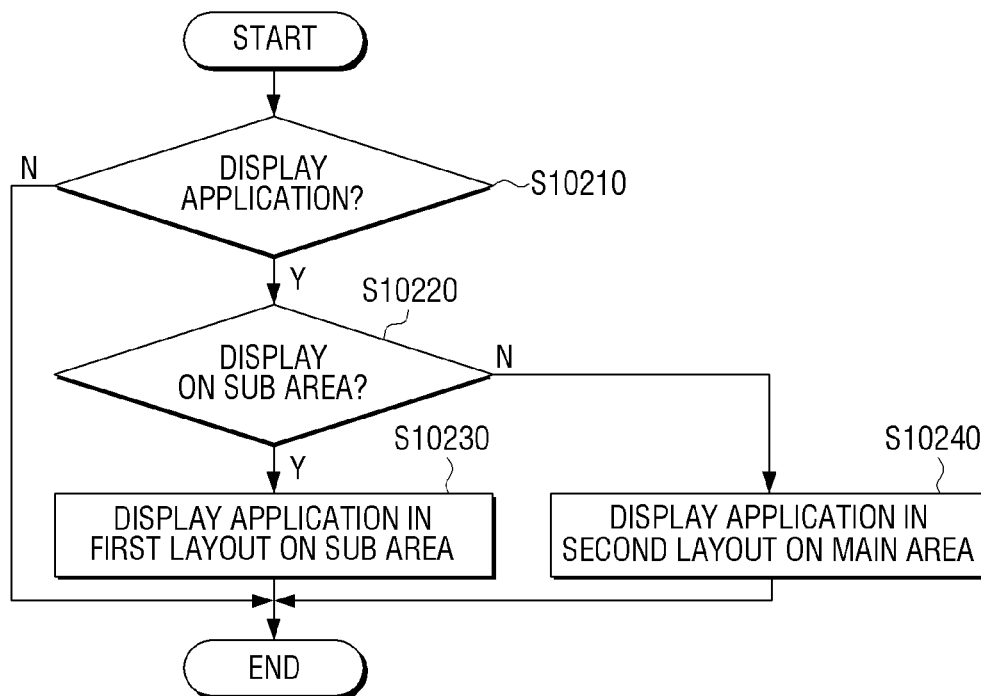 START
DISPLAY
APPLICATION?
N
S10210
Y
S10220
DISPLAY
ON SUB AREA?
N
Y
S10230
DISPLAY APPLICATION IN
FIRST LAYOUT ON SUB AREA
S10240
DISPLAY APPLICATION IN
SECOND LAYOUT ON MAIN AREA
END